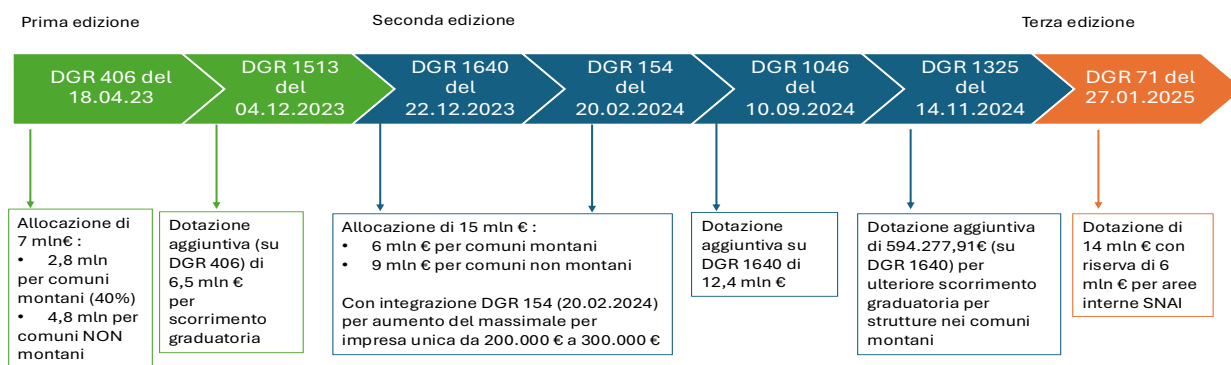 Prima edizione
Seconda edizione
Terza edizione
DGR 406 del
18.04.23
DGR 1513
del
04.12.2023
DGR 1640
del
22.12.2023
DGR 154
del
20.02.2024
DGR 1046
del
10.09.2024
DGR 1325
del
14.11.2024
DGR 71 del
27.01.2025
Allocazione di
7 mln€ :
• 2,8 mln
per comuni
montani (40%)
• 4,8 mln per
comuni NON
montani
Dotazione
aggiuntiva (su
DGR 406) di
6,5 mln €
per
scorrimento
graduatoria
Allocazione di 15 mln € :
• 6 mln € per comuni montani
• 9 mln € per comuni non montani
Con integrazione DGR 154 (20.02.2024)
per aumento del massimale per
impresa unica da 200.000 € a 300.000 €
Dotazione
aggiuntiva su
DGR 1640 di
12,4 mln €
Dotazione aggiuntiva
di 594.277,91€ (su
DGR 1640) per
ulteriore scorrimento
graduatoria per
strutture nei comuni
montani
Dotazione di
14 mln € con
riserva di 6
mln € per aree
interne SNAI